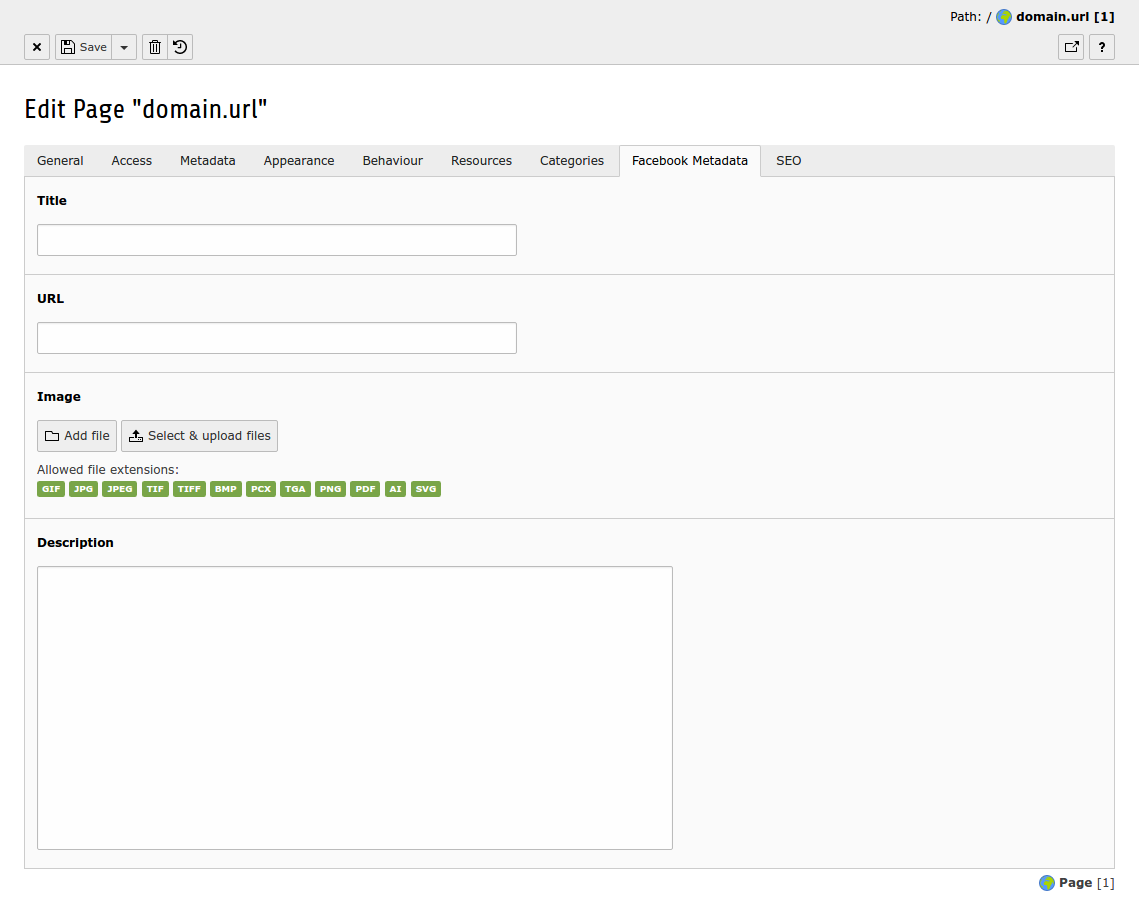 Path: / domain.url [1]
Save
?
Edit Page "domain.url"
General Access Metadata Appearance Behaviour Resources Categories Facebook Metadata SEO
Title
URL
Image
Add file Select & upload files
Allowed file extensions:
GIF JPG JPEG TIF TIFF BMP PCX TGA PNG PDF AI SVG
Description
Page [1]